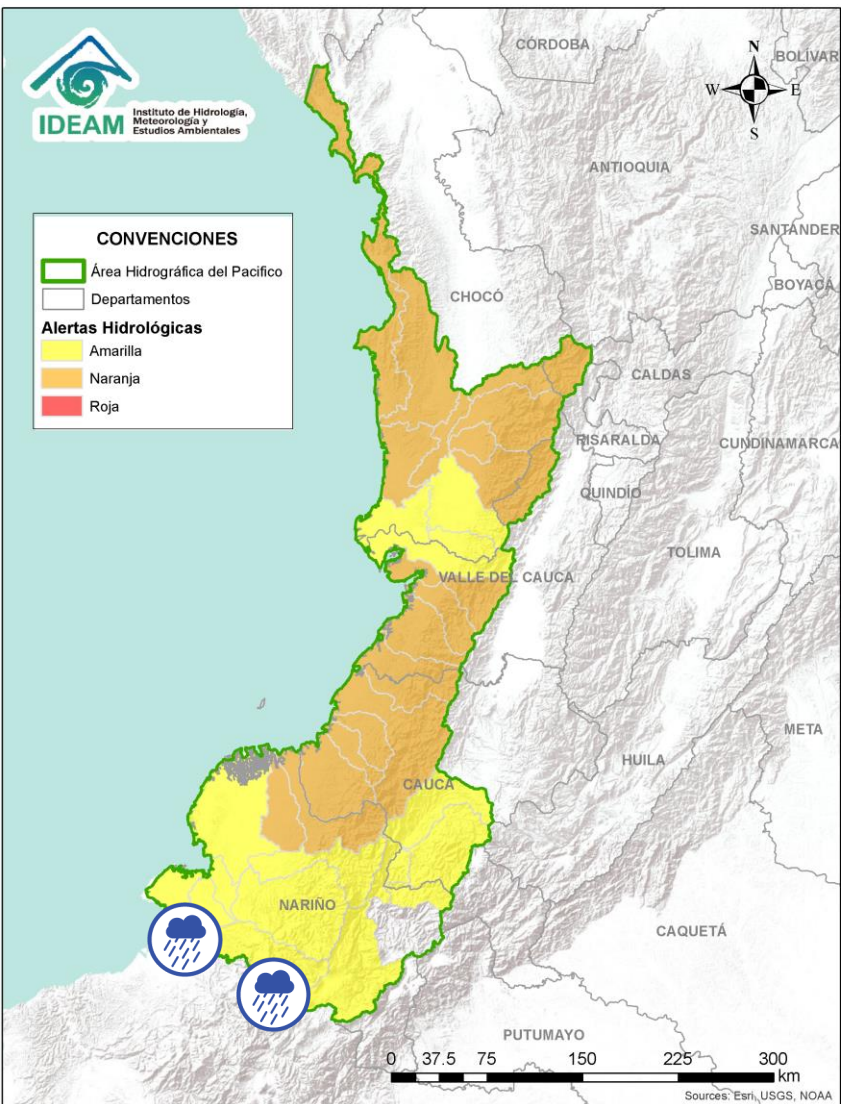 IDEAM
Instituto de Hidrología,
Meteorología y
Estudios Ambientales
CÓRDOBA
BOLÍVAR
N
W
E
S
ANTIOQUIA
SANTANDER
BOYACÁ
CONVENCIONES
Área Hidrográfica del Pacifico
Departamentos
Alertas Hidrológicas
Amarilla
Naranja
Roja
CHOCÓ
CALDAS
RISARALDA
CUNDINAMARCA
QUINDÍO
TOLIMA
VALLE DEL CAUCA
META
HUILA
CAUCA
NARIÑO
CAQUETÁ
PUTUMAYO
0 37.5 75 150 225 300
km
Sources: Esri, USGS, NOAA